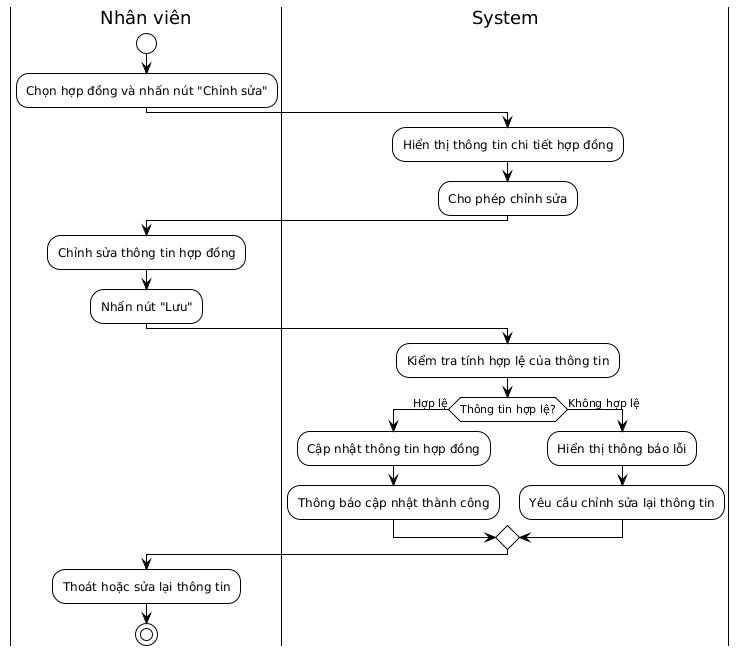 Nhân viên
System
Chọn hợp đồng và nhấn nút "Chỉnh sửa"
Hiển thị thông tin chi tiết hợp đồng
Cho phép chỉnh sửa
Chỉnh sửa thông tin hợp đồng
Nhấn nút "Lưu"
Kiểm tra tính hợp lệ của thông tin
Thông tin hợp lệ?
Hợp lệ
Không hợp lệ
Cập nhật thông tin hợp đồng
Hiển thị thông báo lỗi
Thông báo cập nhật thành công
Yêu cầu chỉnh sửa lại thông tin
Thoát hoặc sửa lại thông tin